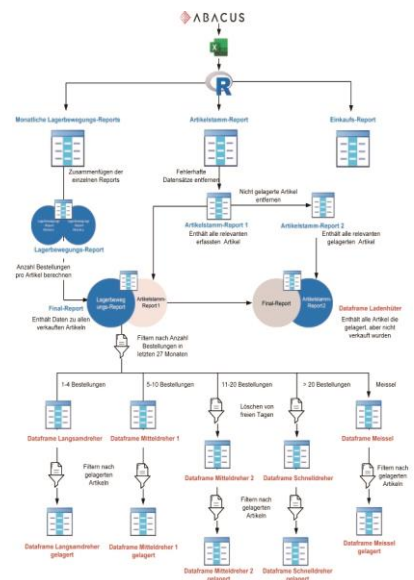 ABACUS
R
Monatliche Lagerbewegungs-Reports
Artikelstamm-Report
Einkaufs-Report
Zusammenfügen der
einzelnen Reports
Fehlerhafte
Datensätze entfernen
Nicht gelagerte Artikel
entfernen
Lagerbewegungs-Report
Artikelstamm-Report 1
Enthält alle relevanten
erfassten Artikel
Artikelstamm-Report 2
Enthält alle relevanten
gelagerten Artikel
Anzahl Bestellungen
pro Artikel berechnen
Final-Report
Enthält Daten zu allen
verkauften Artikeln
Lagerbeweg
ungs-Report
Artikelstamm-
Report1
Final-Report
Artikelstamm-
Report2
Dataframe Ladenhüter
Enthält alle Artikel die
gelagert, aber nicht
verkauft wurden
Filtern nach Anzahl
Bestellungen in
letzten 27 Monaten
1-4 Bestellungen
5-10 Bestellungen
11-20 Bestellungen
> 20 Bestellungen
Meissel
Löschen von
freien Tagen
Dataframe Langsamdreher
Dataframe Mitteldreher 1
Dataframe Mitteldreher 2
Dataframe Schnelldreher
Dataframe Meissel
Filtern nach
gelagerten
Artikeln
Filtern nach
gelagerten
Artikeln
Filtern nach
gelagerten
Artikeln
Dataframe Langsamdreher
gelagert
Dataframe Mitteldreher 1
gelagert
Dataframe Mitteldreher 2
gelagert
Dataframe Schnelldreher
gelagert
Dataframe Meissel
gelagert